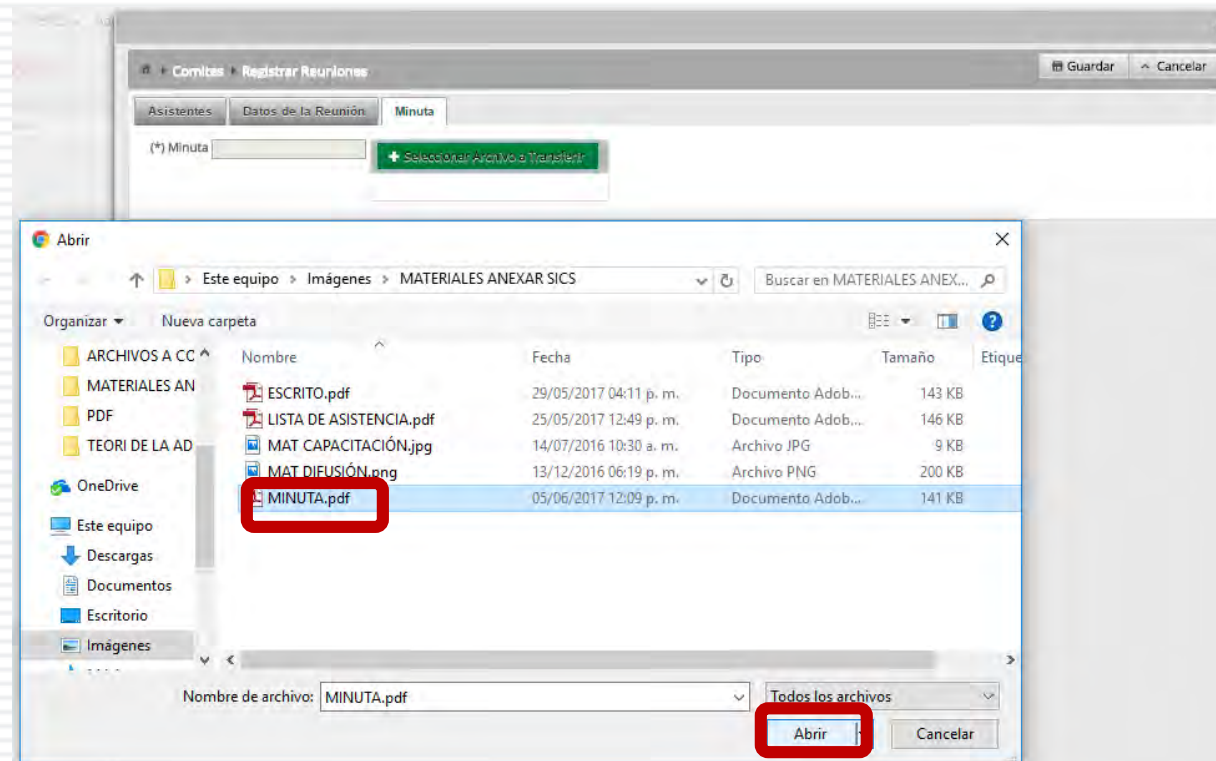 Comites Registrar Reuniones Guardar Cancelar
Asistentes Datos de la Reunión Minuta
(*) Minuta + Seleccionar Archivo a Transferir
Abrir
Este equipo > Imágenes > MATERIALES ANEXAR SICS Buscar en MATERIALES ANEX...
Organizar Nueva carpeta
ARCHIVOS A CC Nombre Fecha Tipo Tamaño Etique
MATERIALES AN ESCRITO.pdf 29/05/2017 04:11 p. m. Documento Adob... 143 KB
PDF LISTA DE ASISTENCIA.pdf 25/05/2017 12:49 p. m. Documento Adob... 146 KB
TEORI DE LA AD MAT CAPACITACIÓN.jpg 14/07/2016 10:30 a. m. Archivo JPG 9 KB
MAT DIFUSIÓN.png 13/12/2016 06:19 p. m. Archivo PNG 200 KB
OneDrive MINUTA.pdf 05/06/2017 12:09 p. m. Documento Adob... 141 KB
Este equipo
Descargas
Documentos
Escritorio
Imágenes
Nombre de archivo: MINUTA.pdf Todos los archivos
Abrir Cancelar